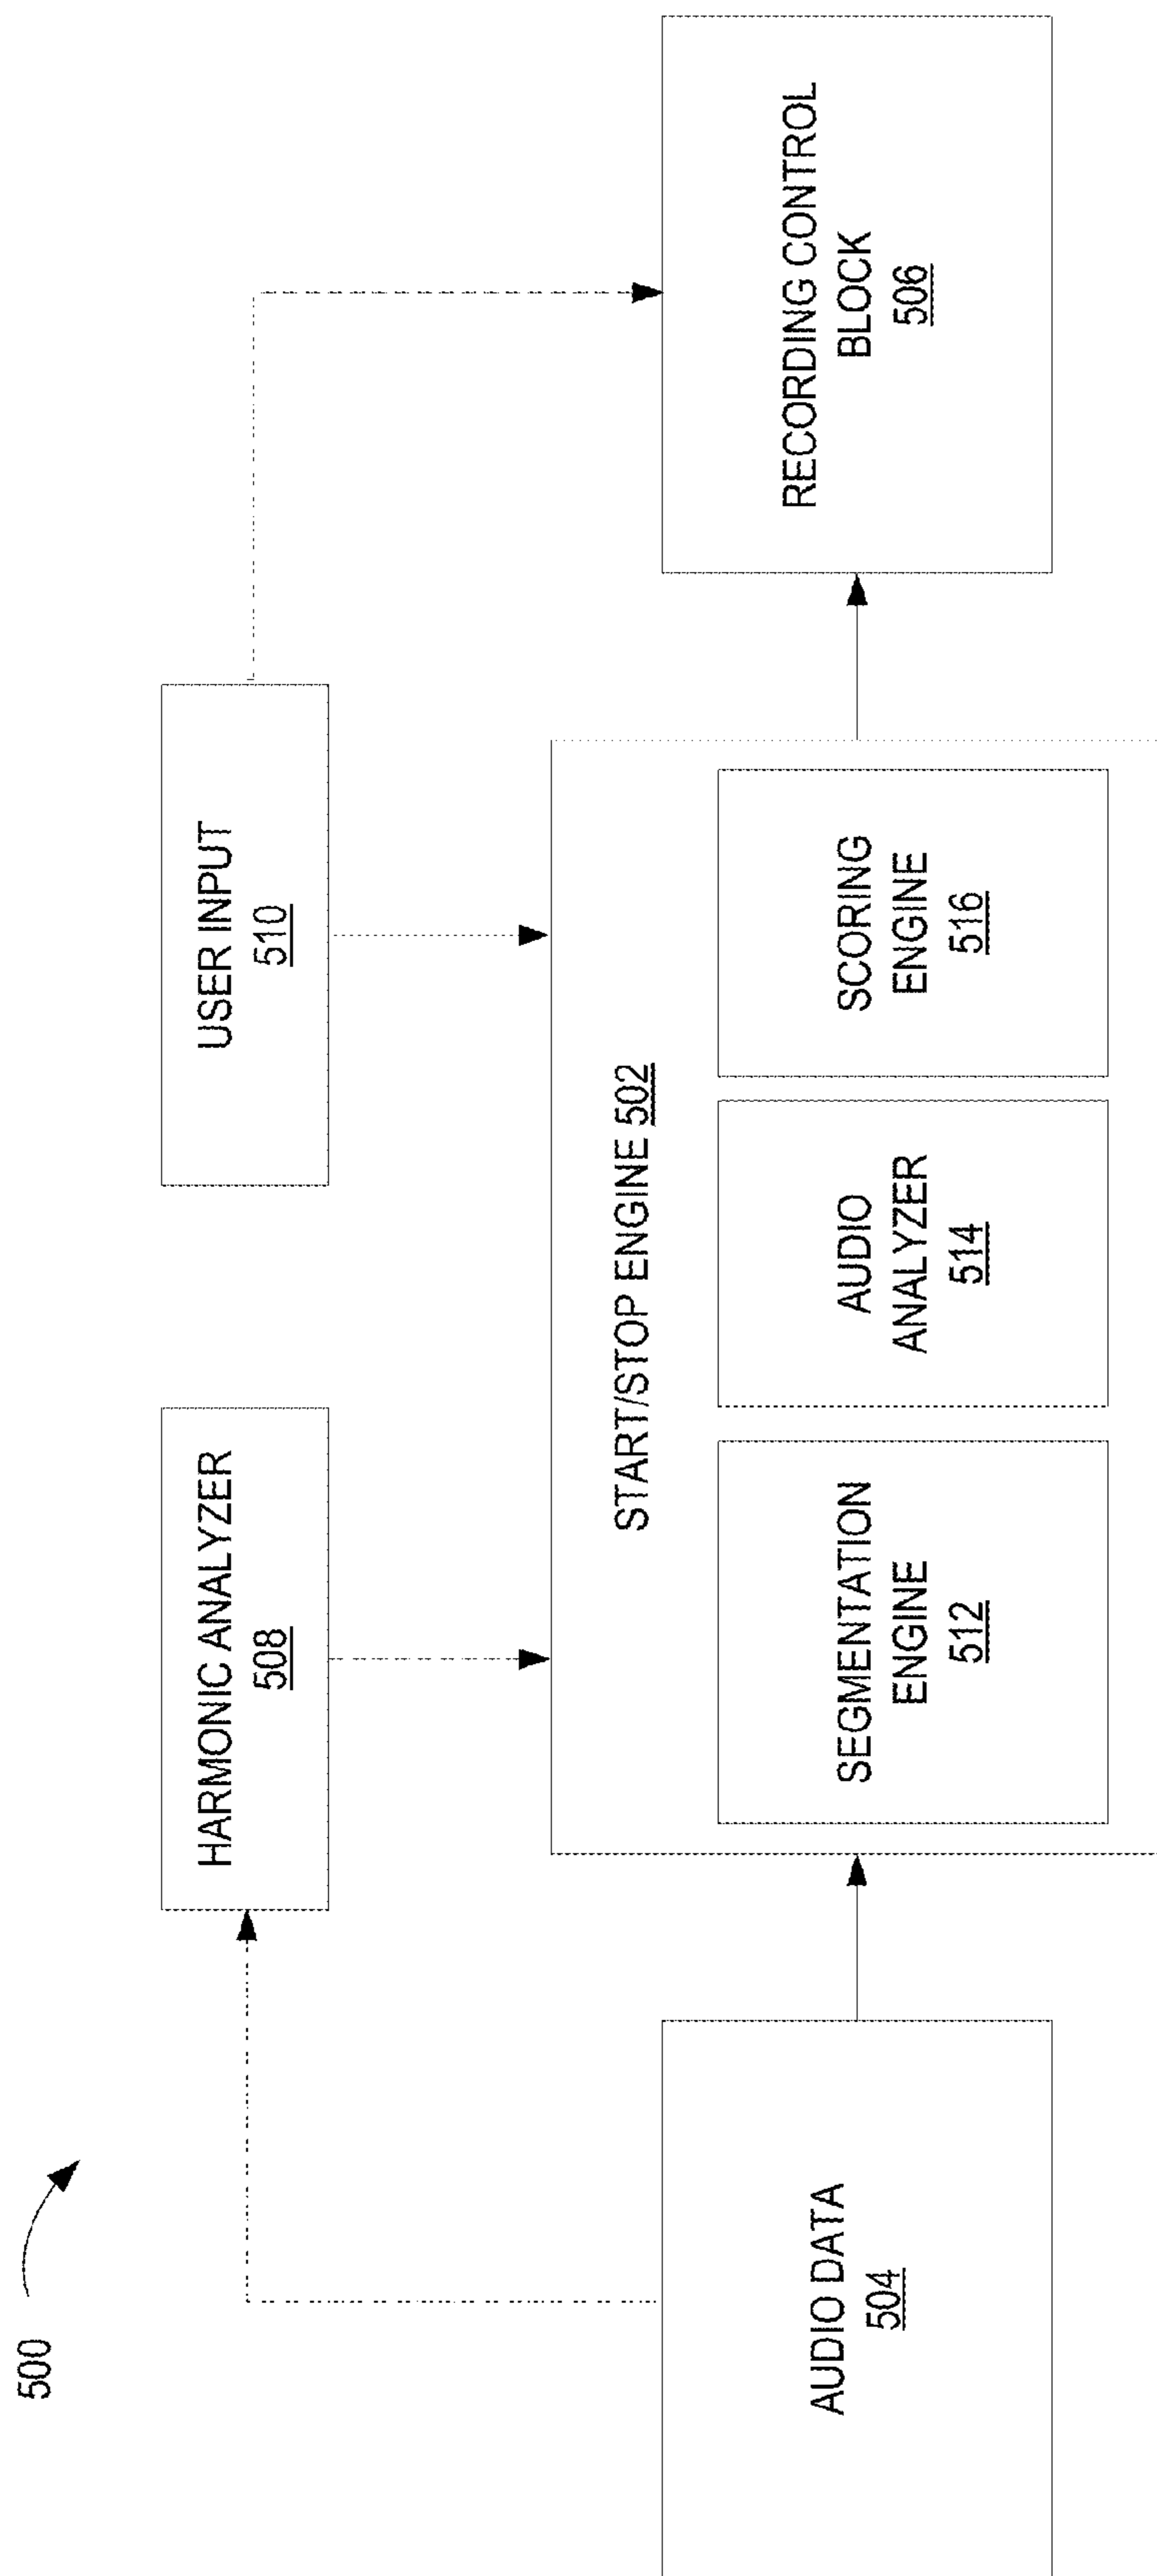 500
HARMONIC ANALYZER
508
USER INPUT
510
START/STOP ENGINE 502
AUDIO DATA
504
SEGMENTATION
ENGINE
512
AUDIO
ANALYZER
514
SCORING
ENGINE
516
RECORDING CONTROL
BLOCK
506